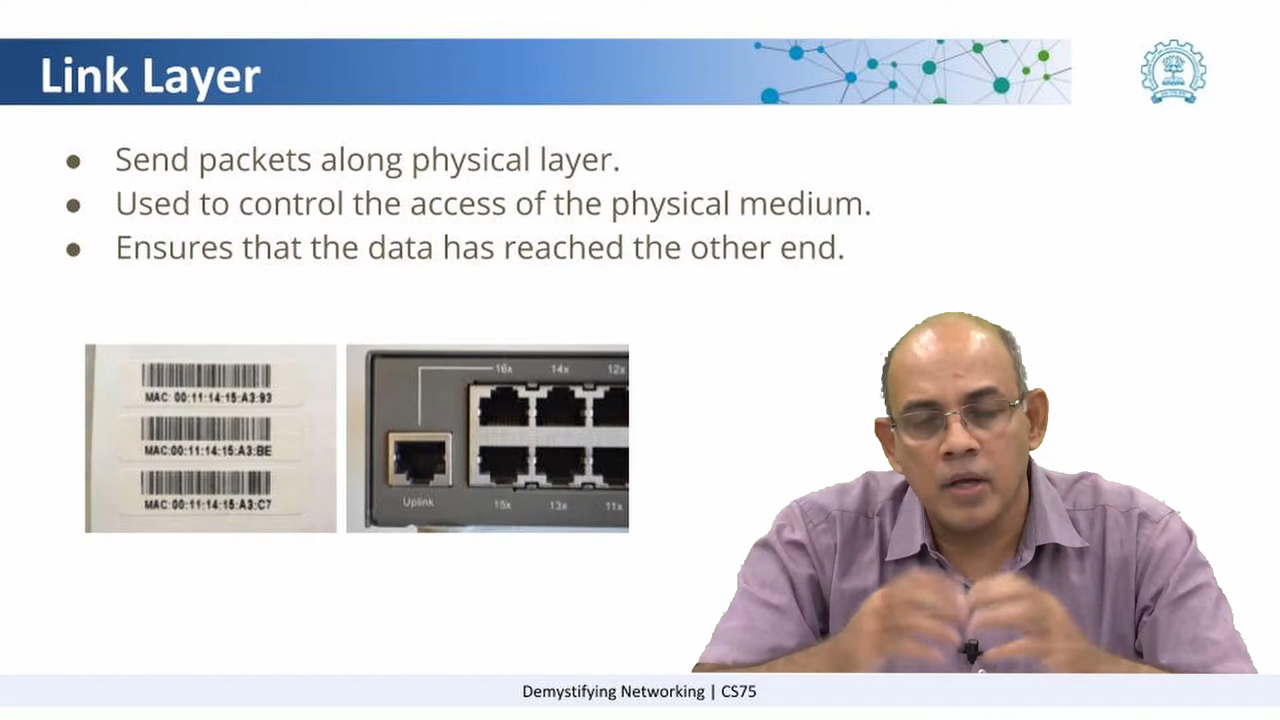 Link Layer
● Send packets along physical layer.
● Used to control the access of the physical medium.
● Ensures that the data has reached the other end.
MAC: 00:11:14:15:A3:93
MAC:00:11:14:15:A3:BE
MAC: 00:11:14:15:A3:C7
16x 14x 12x
Uplink
15x 13x 11x
Demystifying Networking | CS75